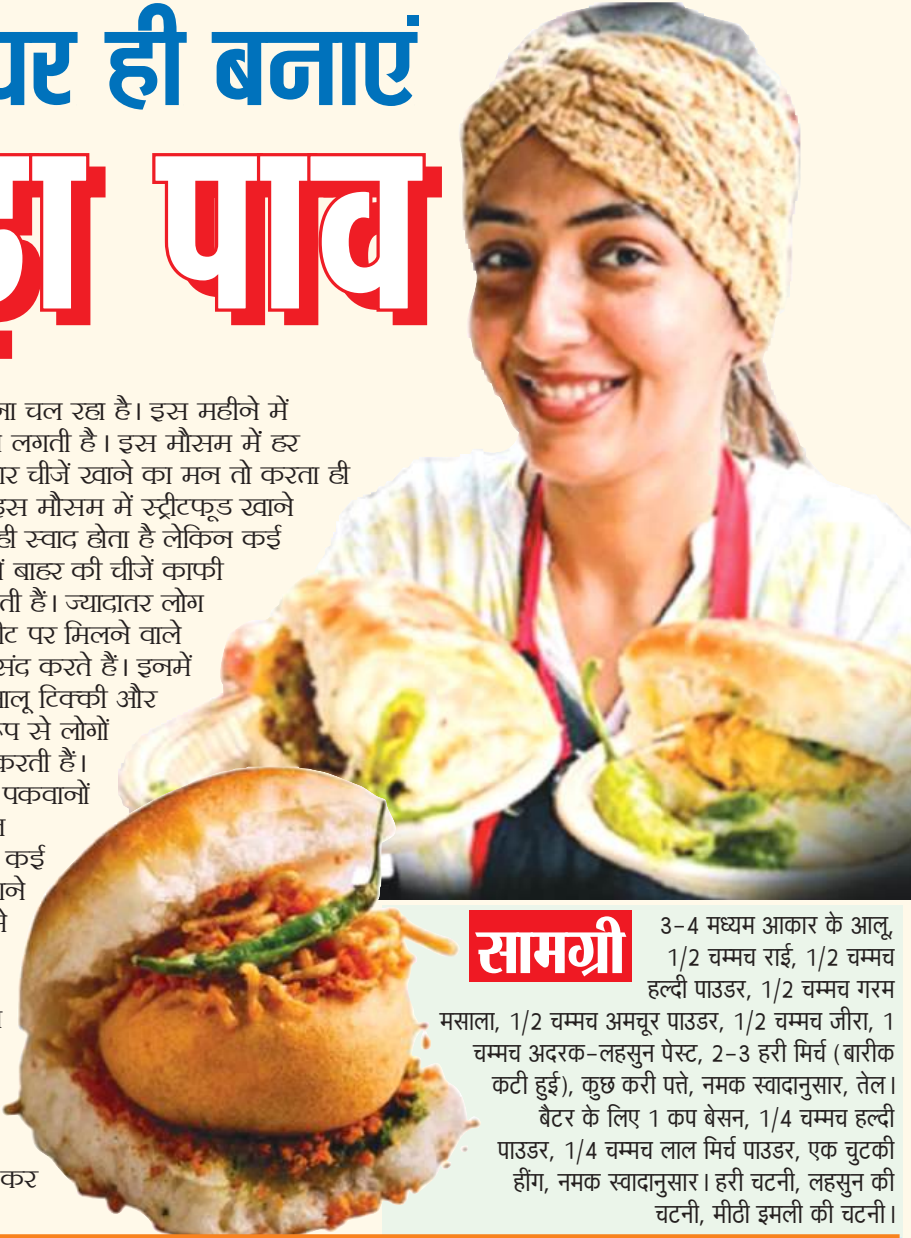 ही बनाएं
पाव
चल रहा है। इस महीने में
लगती है। इस मौसम में हर
चीजें खाने का मन तो करता ही
इस मौसम में स्ट्रीटफूड खाने
ही स्वाद होता है लेकिन कई
बाहर की चीजें काफी
हैं। ज्यादातर लोग
पर मिलने वाले
करते हैं। इनमें
टिक्की और
से लोगों
करती हैं।
पकवानों
कई
सामग्री
3-4 मध्यम आकार के आलू,
1/2 चम्मच राई, 1/2 चम्मच
हल्दी पाउडर, 1/2 चम्मच गरम
मसाला, 1/2 चम्मच अमचूर पाउडर, 1/2 चम्मच जीरा, 1
चम्मच अदरक-लहसुन पेस्ट, 2-3 हरी मिर्च (बारीक
कटी हुई), कुछ करी पत्ते, नमक स्वादानुसार, तेल।
बैटर के लिए 1 कप बेसन, 1/4 चम्मच हल्दी
पाउडर, 1/4 चम्मच लाल मिर्च पाउडर, एक चुटकी
हींग, नमक स्वादानुसार। हरी चटनी, लहसुन की
चटनी, मीठी इमली की चटनी।